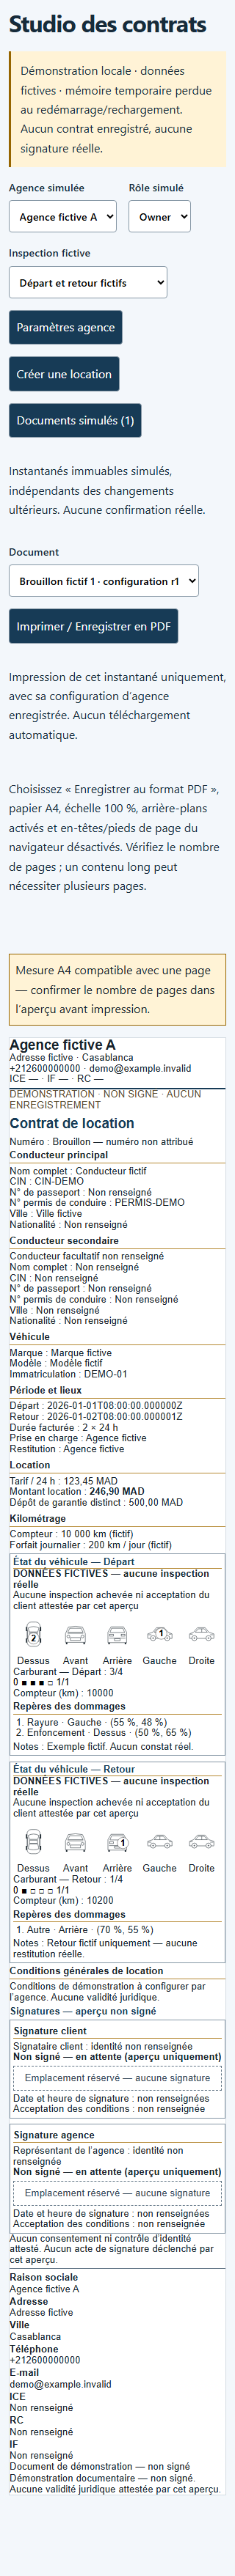 Studio des contrats
Démonstration locale · données
fictives · mémoire temporaire perdue
au redémarrage/rechargement.
Aucun contrat enregistré, aucune
signature réelle.
Agence simulée
Rôle simulé
Agence fictive A
Owner
Inspection fictive
Départ et retour fictifs
Paramètres agence
Créer une location
Documents simulés (1)
Instantanés immuables simulés,
indépendants des changements
ultérieurs. Aucune confirmation réelle.
Document
Brouillon fictif 1 · configuration r1
Imprimer / Enregistrer en PDF
Impression de cet instantané uniquement,
avec sa configuration d’agence
enregistrée. Aucun téléchargement
automatique.
Choisissez « Enregistrer au format PDF »,
papier A4, échelle 100 %, arrière-plans
activés et en-têtes/pieds de page du
navigateur désactivés. Vérifiez le nombre
de pages ; un contenu long peut
nécessiter plusieurs pages.
Mesure A4 compatible avec une page
— confirmer le nombre de pages dans
l’aperçu avant impression.
Agence fictive A
Adresse fictive · Casablanca
+212600000000 · demo@example.invalid
ICE — · IF — · RC —
DÉMONSTRATION · NON SIGNÉ · AUCUN
ENREGISTREMENT
Contrat de location
Numéro : Brouillon — numéro non attribué
Conducteur principal
Nom complet : Conducteur fictif
CIN : CIN-DEMO
N° de passeport : Non renseigné
N° permis de conduire : PERMIS-DEMO
Ville : Ville fictive
Nationalité : Non renseigné
Conducteur secondaire
Conducteur facultatif non renseigné
Nom complet : Non renseigné
CIN : Non renseigné
N° de passeport : Non renseigné
N° permis de conduire : Non renseigné
Ville : Non renseigné
Nationalité : Non renseigné
Véhicule
Marque : Marque fictive
Modèle : Modèle fictif
Immatriculation : DEMO-01
Période et lieux
Départ : 2026-01-01T08:00:00.000000Z
Retour : 2026-01-02T08:00:00.000001Z
Durée facturée : 2 × 24 h
Prise en charge : Agence fictive
Restitution : Agence fictive
Location
Tarif / 24 h : 123,45 MAD
Montant location : 246,90 MAD
Dépôt de garantie distinct : 500,00 MAD
Kilométrage
Compteur : 10 000 km (fictif)
Forfait journalier : 200 km / jour (fictif)
État du véhicule — Départ
DONNÉES FICTIVES — aucune inspection
réelle
Aucune inspection achevée ni acceptation du
client attestée par cet aperçu
2
1
Dessus Avant Arrière Gauche Droite
Carburant — Départ : 3/4
0 ■ ■ ■ □ 1/1
Compteur (km) : 10000
Repères des dommages
1. Rayure · Gauche · (55 %, 48 %)
2. Enfoncement · Dessus · (50 %, 65 %)
Notes : Exemple fictif. Aucun constat réel.
État du véhicule — Retour
DONNÉES FICTIVES — aucune inspection
réelle
Aucune inspection achevée ni acceptation du
client attestée par cet aperçu
1
Dessus Avant Arrière Gauche Droite
Carburant — Retour : 1/4
0 ■ □ □ □ 1/1
Compteur (km) : 10200
Repères des dommages
1. Autre · Arrière · (70 %, 55 %)
Notes : Retour fictif uniquement — aucune
restitution réelle.
Conditions générales de location
Conditions de démonstration à configurer par
l’agence. Aucune validité juridique.
Signatures — aperçu non signé
Signature client
Signataire client : identité non renseignée
Non signé — en attente (aperçu uniquement)
Emplacement réservé — aucune signature
Date et heure de signature : non renseignées
Acceptation des conditions : non renseignée
Signature agence
Représentant de l’agence : identité non
renseignée
Non signé — en attente (aperçu uniquement)
Emplacement réservé — aucune signature
Date et heure de signature : non renseignées
Acceptation des conditions : non renseignée
Aucun consentement ni contrôle d’identité
attesté. Aucun acte de signature déclenché par
cet aperçu.
Raison sociale
Agence fictive A
Adresse
Adresse fictive
Ville
Casablanca
Téléphone
+212600000000
E-mail
demo@example.invalid
ICE
Non renseigné
RC
Non renseigné
IF
Non renseigné
Document de démonstration — non signé
Démonstration documentaire — non signé.
Aucune validité juridique attestée par cet aperçu.